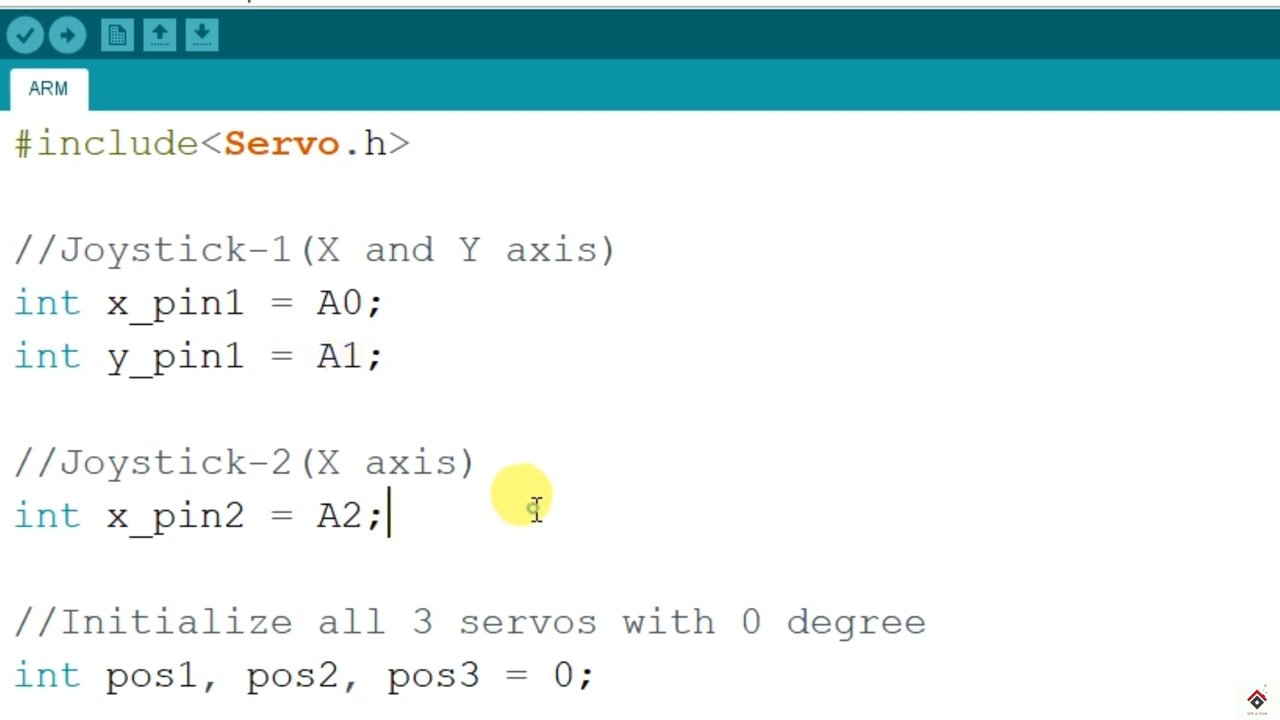 ARM
#include<Servo.h>
//Joystick-1(X and Y axis)
int x_pin1 = A0;
int y_pin1 = A1;
//Joystick-2(X axis)
int x_pin2 = A2;
//Initialize all 3 servos with 0 degree
int pos1, pos2, pos3 = 0;